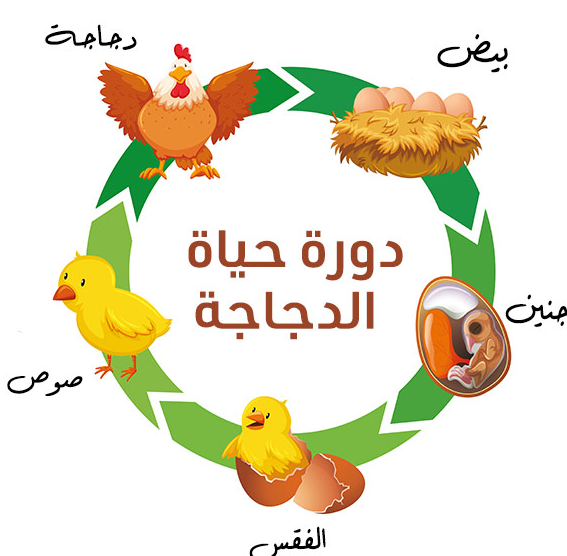 دجاجة
بيض
دورة حياة
الدجاجة
جنين
صوص
الفقس